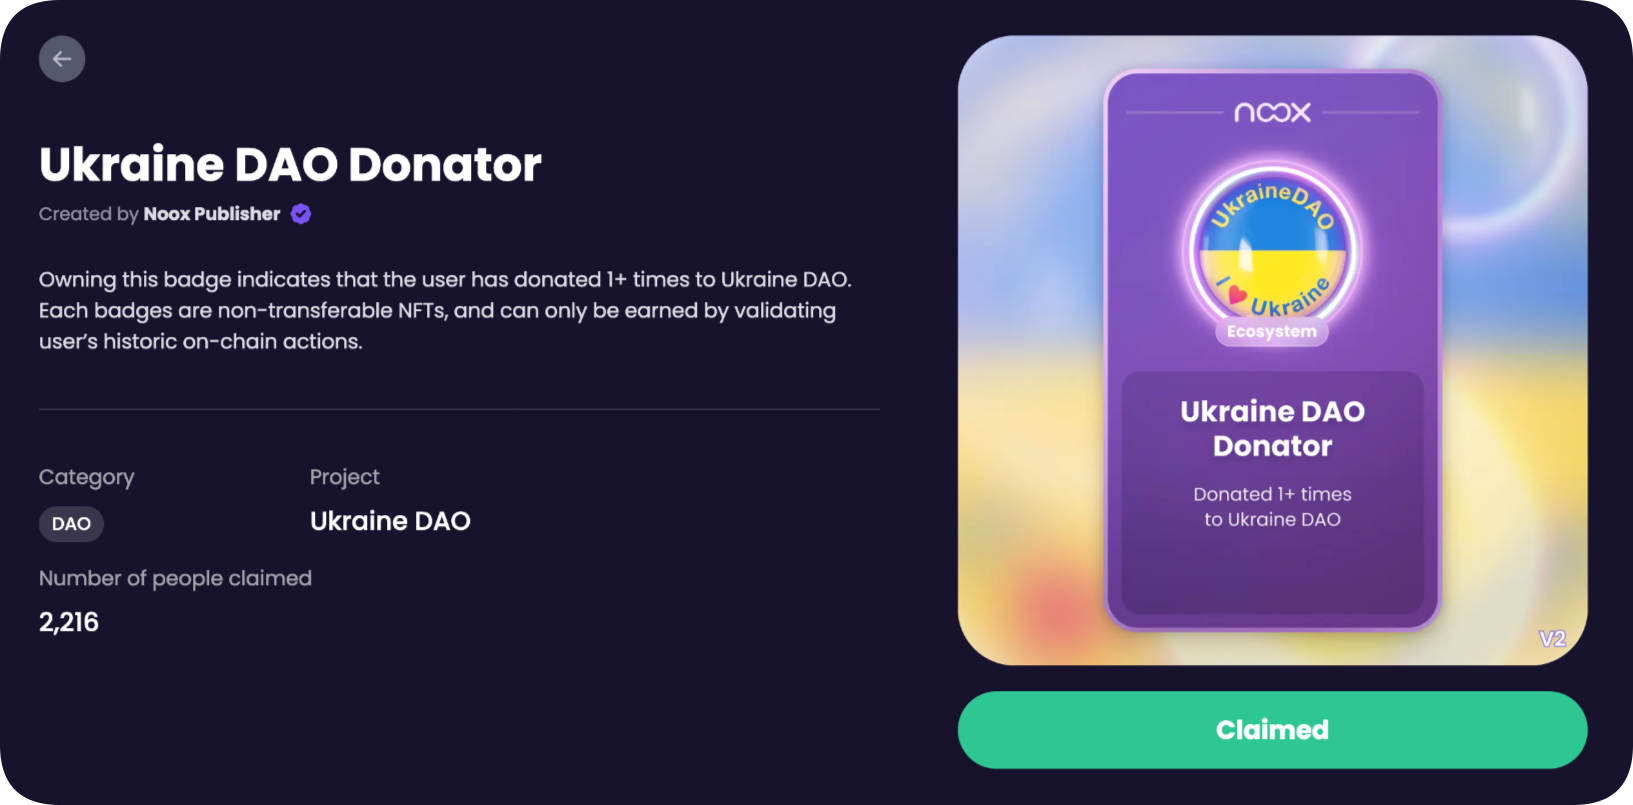 Ukraine DAO Donator
Created by Noox Publisher
Owning this badge indicates that the user has donated 1+ times to Ukraine DAO.
Each badges are non-transferable NFTs, and can only be earned by validating
user's historic on-chain actions.
Category
Project
DAO
Ukraine DAO
Number of people claimed
2,216
noox
UkraineDAO
I ❤ Ukraine
Ecosystem
Ukraine DAO
Donator
Donated 1+ times
to Ukraine DAO
V2
Claimed